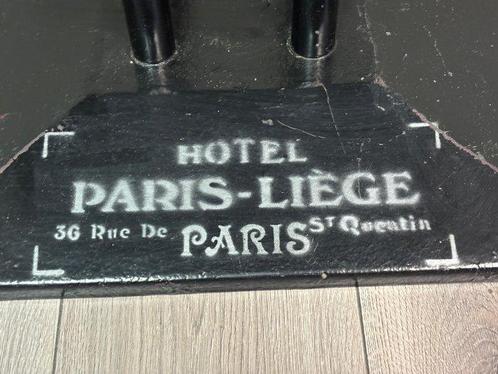 HOTEL
PARIS-LIÈGE
36 Rue De PARIS St Quentin